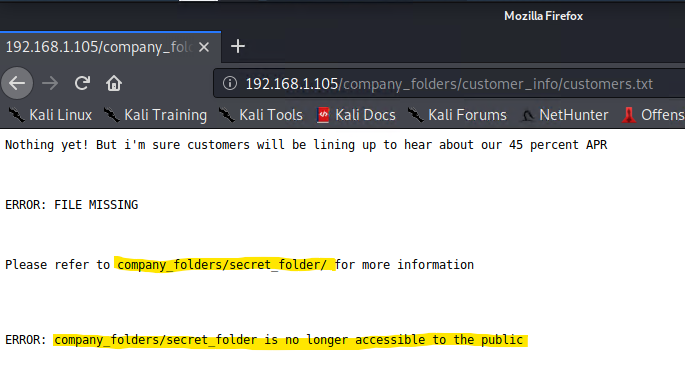 Mozilla Firefox
192.168.1.105/company_fol
192.168.1.105/company_folders/customer_info/customers.txt
Kali Linux Kali Training Kali Tools Kali Docs Kali Forums NetHunter Offens
Nothing yet! But i'm sure customers will be lining up to hear about our 45 percent APR
ERROR: FILE MISSING
Please refer to company_folders/secret_folder/ for more information
ERROR: company_folders/secret_folder is no longer accessible to the public